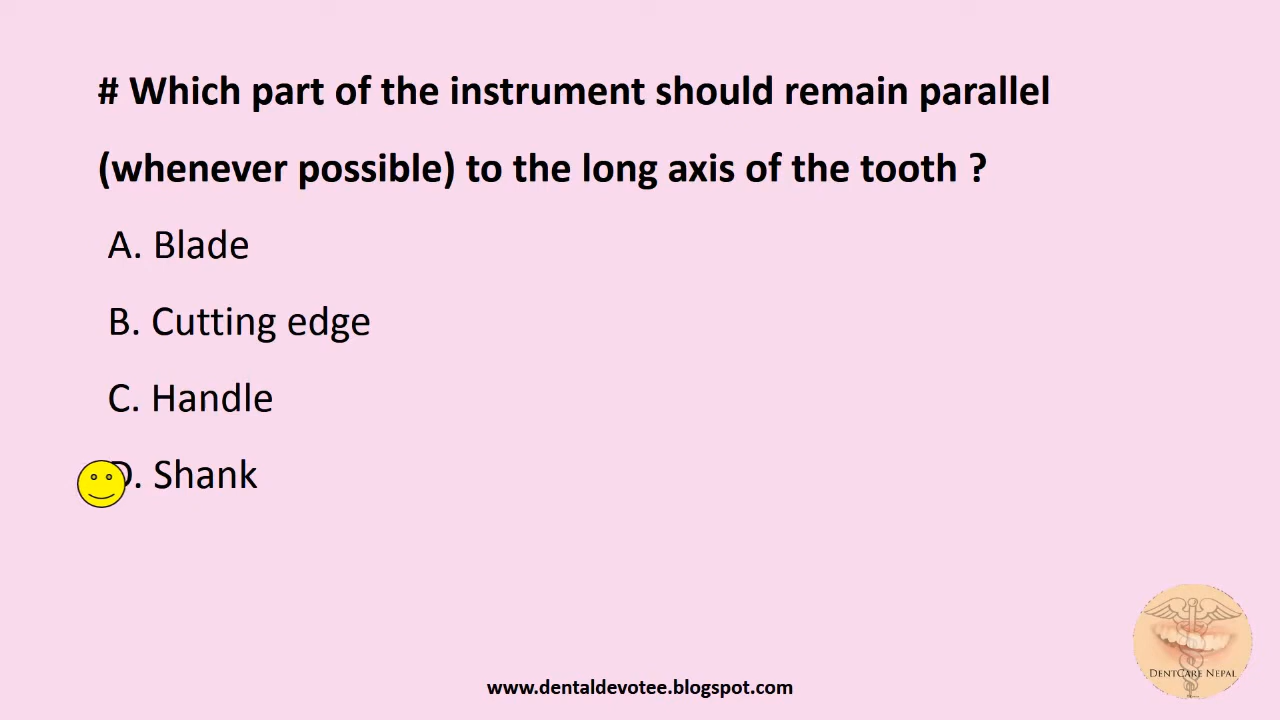 # Which part of the instrument should remain parallel
(whenever possible) to the long axis of the tooth ?
A. Blade
B. Cutting edge
C. Handle
D. Shank
DENTCARE NEPAL
www.dentaldevotee.blogspot.com